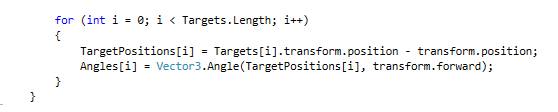 for (int i = 0; i < Targets.Length; i++)
{
TargetPositions[i] = Targets[i].transform.position - transform.position;
Angles[i] = Vector3.Angle(TargetPositions[i], transform.forward);
}
}